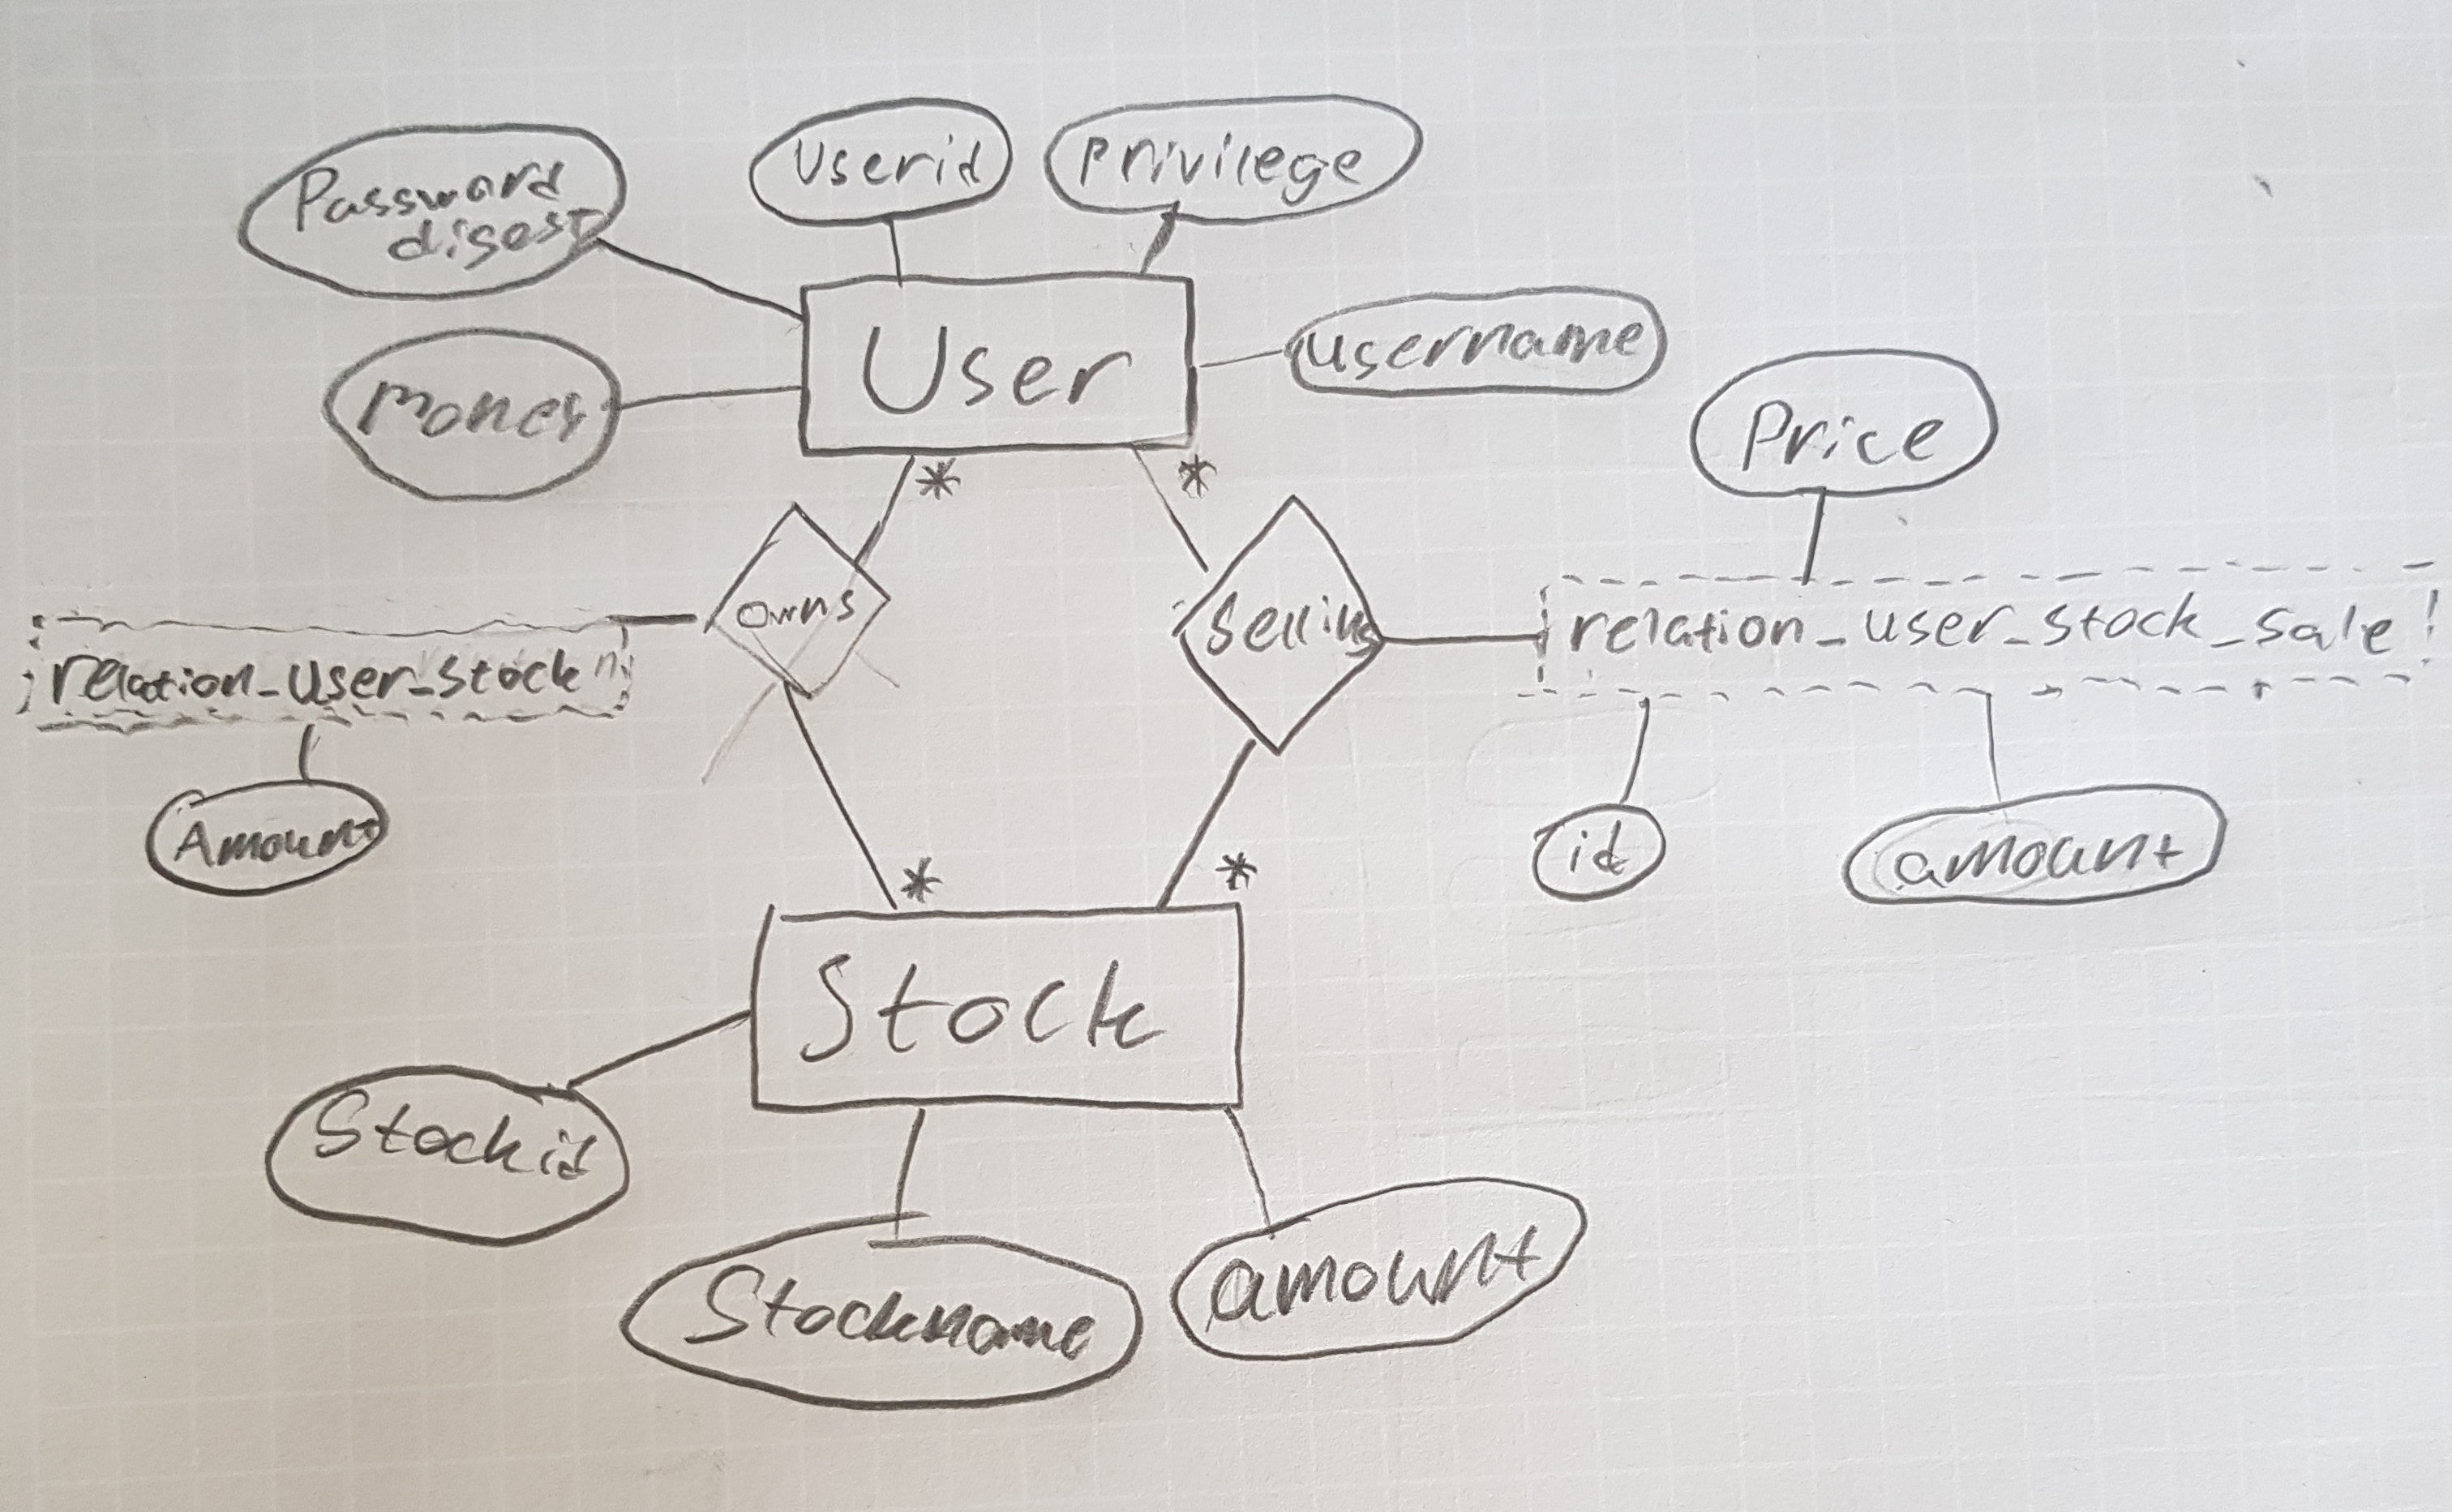 Userid
Privilege
Password
digest
User
username
money
Price
*
*
owns
Selling
relation_user_stock_sale
relation_user_stock
Amount
id
amount
*
*
Stock
Stockid
Stockname
amount